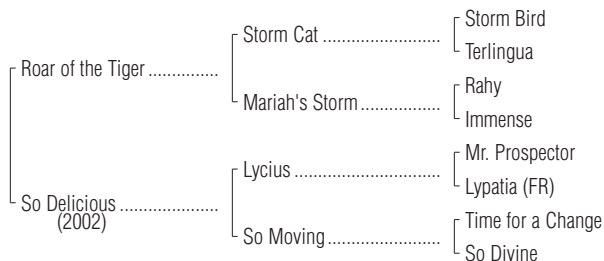 Storm Bird
Storm Cat ........................
Terlingua
Roar of the Tiger ..............
Rahy
Mariah's Storm ................
Immense
Mr. Prospector
Lycius .............................
Lypatia (FR)
So Delicious ....................
(2002)
Time for a Change
So Moving .......................
So Divine